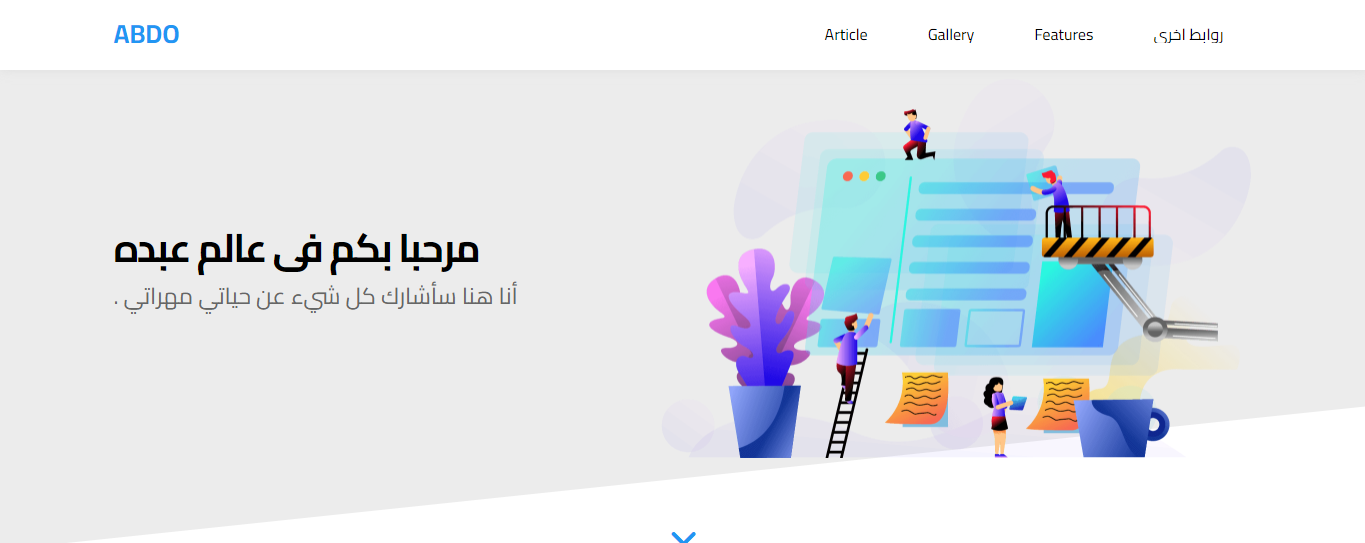 ABDO
Article
Gallery
Features
روابط اخرى
مرحبا بكم فى عالم عبده
أنا هنا سأشارك كل شيء عن حياتي مهراتي .